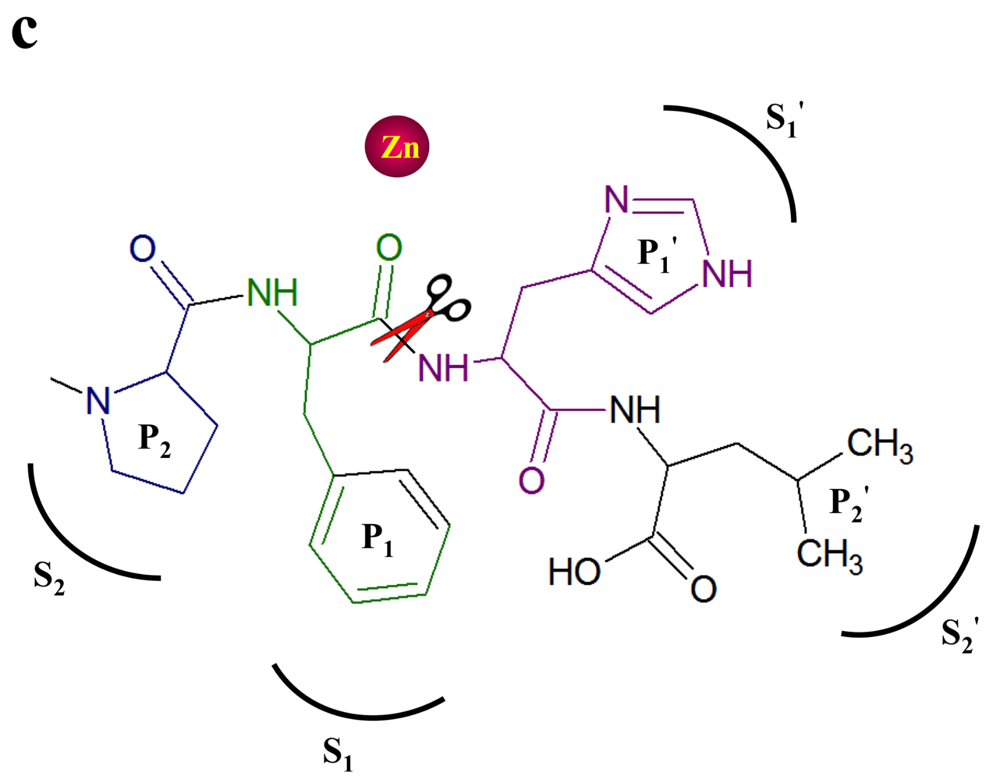 c
S₁'
Zn
N
O
O
P₁'
NH
NH
NH
N
NH
P₂
CH₃
O
P₂'
P₁
CH₃
HO
O
S₂
S₂'
S₁